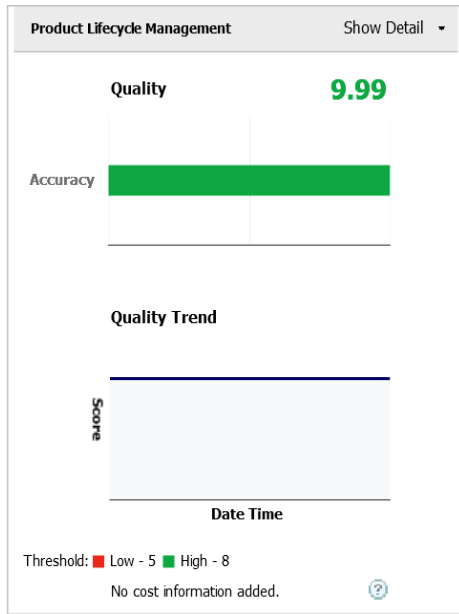 Product Lifecycle Management Show Detail
Quality 9.99
Accuracy
Quality Trend
Score
Date Time
Threshold: Low - 5 High - 8
No cost information added. ?